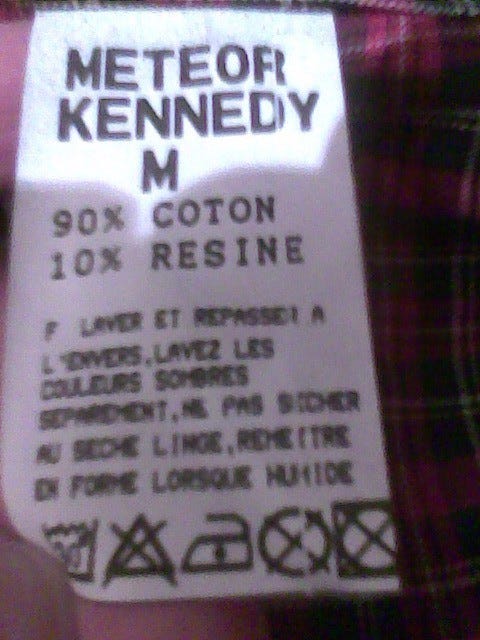 METEOR
KENNEDY
M
90% COTON
10% RESINE
F LAVER ET REPASSER A
L'ENVERS,LAVEZ LES
COULEURS SOMBRES
SEPAREMENT,NE PAS SECHER
AU SECHE LINGE,REMETTRE
EN FORME LORSQUE HUMIDE
30